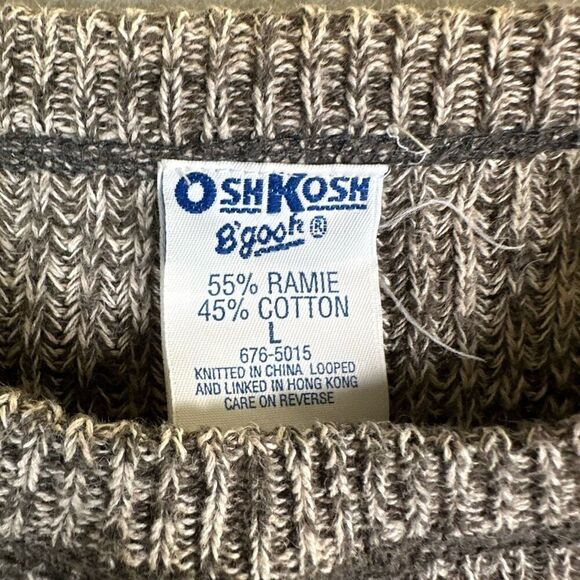 OSHKOSH
B'gosh ®
55% RAMIE
45% COTTON
L
676-5015
KNITTED IN CHINA LOOPED
AND LINKED IN HONG KONG
CARE ON REVERSE